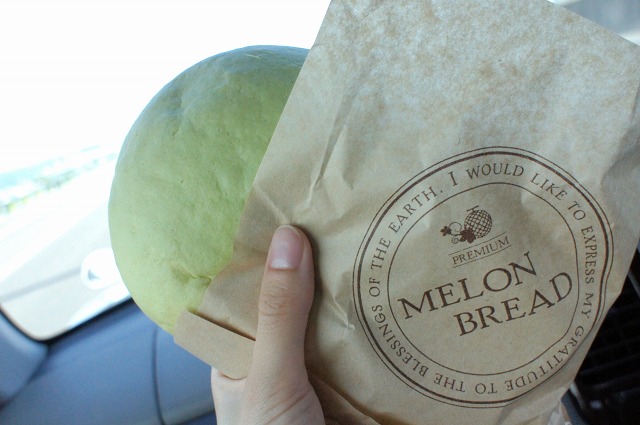 I WOULD LIKE TO EXPRESS MY GRATITUDE TO THE BLESSINGS OF THE EARTH.
PREMIUM
MELON
BREAD